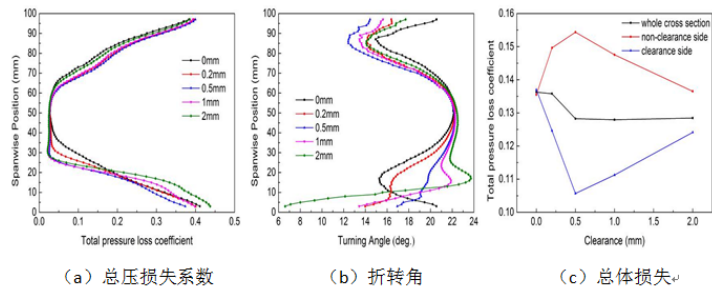 100
90
80
70
60
50
40
30
20
10
0
Spanwise Position (mm)
0mm
0.2mm
0.5mm
1mm
2mm
0.0 0.1 0.2 0.3 0.4 0.5
Total pressure loss coefficient
100
90
80
70
60
50
40
30
20
10
0
Spanwise Position (mm)
0mm
0.2mm
0.5mm
1mm
2mm
6 8 10 12 14 16 18 20 22 24
Turning Angle (deg.)
0.16
0.15
0.14
0.13
0.12
0.11
0.10
Total pressure loss coefficient
whole cross section
non-clearance side
clearance side
0.0 0.5 1.0 1.5 2.0
Clearance (mm)
（a）总压损失系数
（b）折转角
（c）总体损失